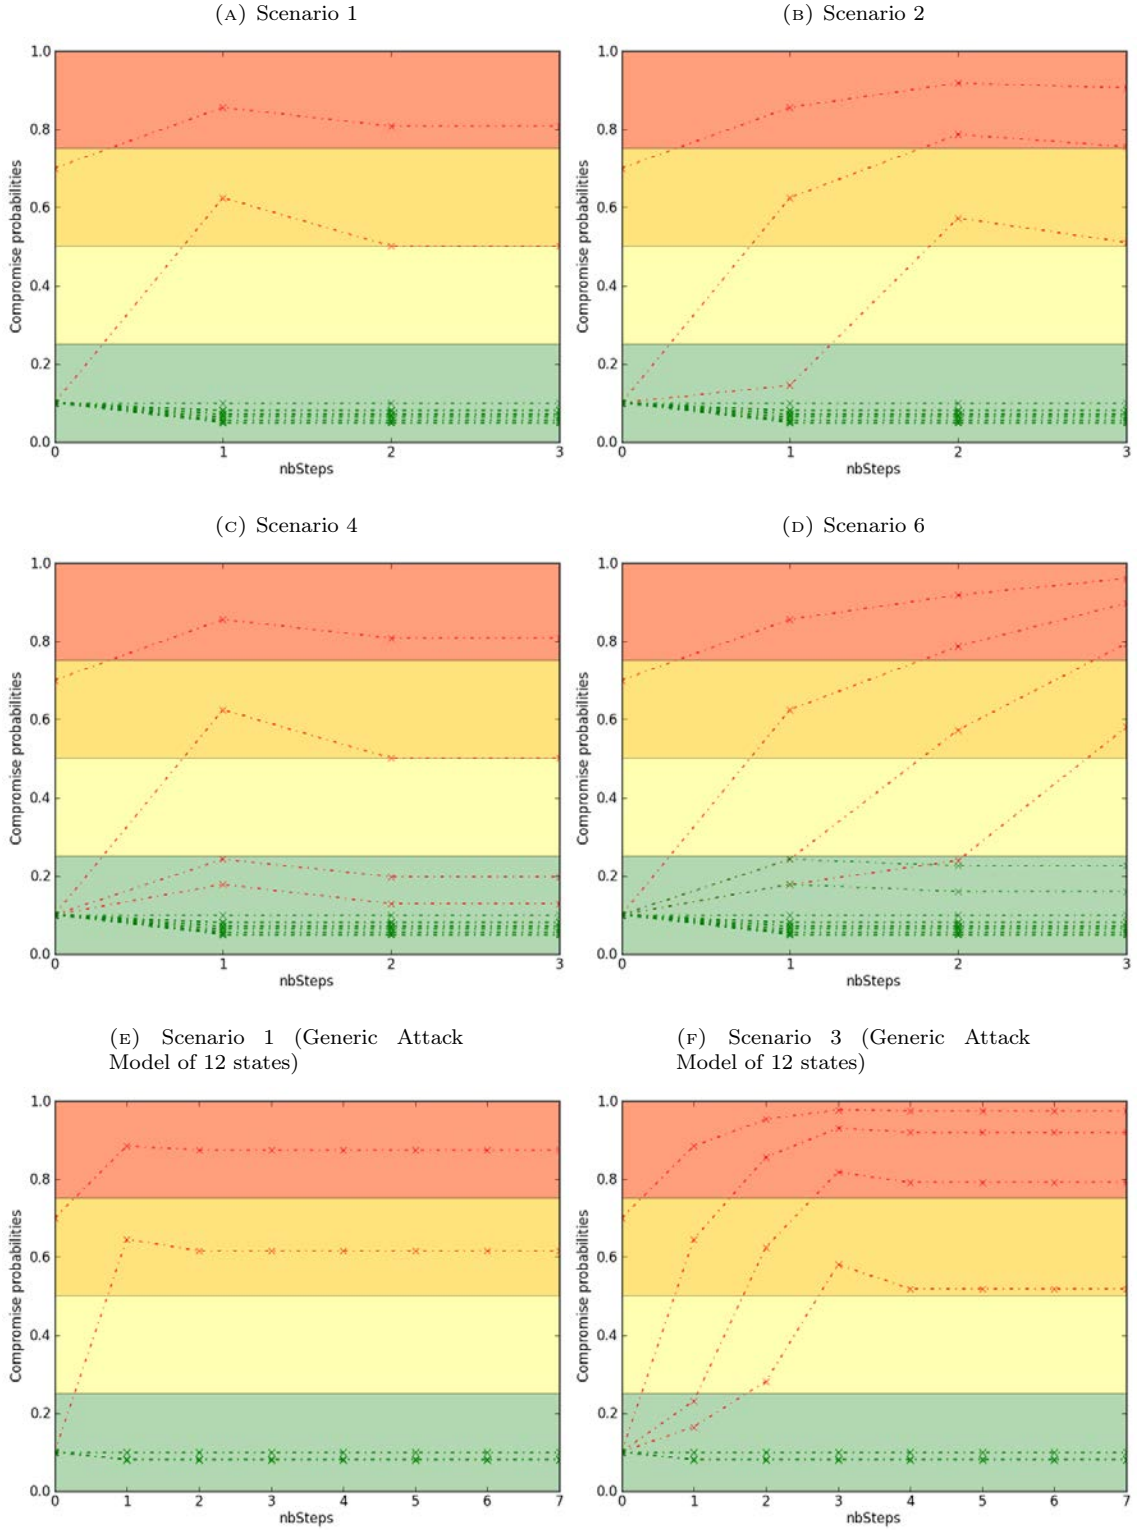 (A) Scenario 1
(B) Scenario 2
1.0
0.8
0.6
0.4
0.2
0.0
Compromise probabilities
0 1 2 3
nbSteps
1.0
0.8
0.6
0.4
0.2
0.0
Compromise probabilities
0 1 2 3
nbSteps
(C) Scenario 4
(D) Scenario 6
1.0
0.8
0.6
0.4
0.2
0.0
Compromise probabilities
0 1 2 3
nbSteps
1.0
0.8
0.6
0.4
0.2
0.0
Compromise probabilities
0 1 2 3
nbSteps
(E) Scenario 1 (Generic Attack
Model of 12 states)
(F) Scenario 3 (Generic Attack
Model of 12 states)
1.0
0.8
0.6
0.4
0.2
0.0
Compromise probabilities
0 1 2 3 4 5 6 7
nbSteps
1.0
0.8
0.6
0.4
0.2
0.0
Compromise probabilities
0 1 2 3 4 5 6 7
nbSteps